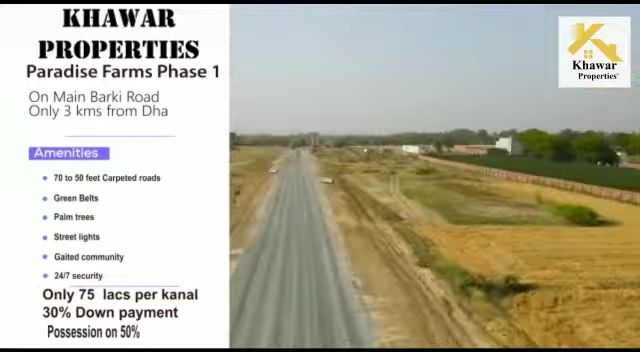 KHAWAR
PROPERTIES
Paradise Farms Phase 1
On Main Barki Road
Only 3 kms from Dha
Amenities
70 to 50 feet Carpeted roads
Green Belts
Palm trees
Street lights
Gaited community
24/7 security
Only 75 lacs per kanal
30% Down payment
Possession on 50%
Khawar
Properties